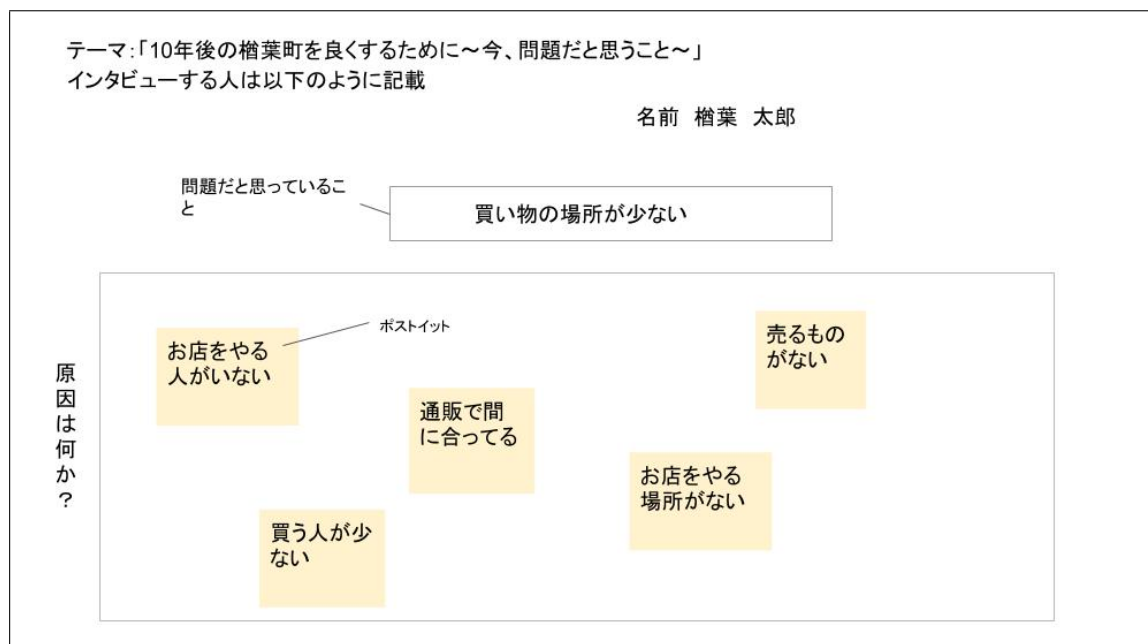 テーマ:「10年後の楢葉町を良くするために～今、問題だと思うこと～」
インタビューする人は以下のように記載
名前 楢葉 太郎
問題だと思っているこ
と
買い物の場所が少ない
原因は何か?
ポストイット
お店をやる
人がいない
売るもの
がない
通販で間
に合ってる
お店をやる
場所がない
買う人が少
ない